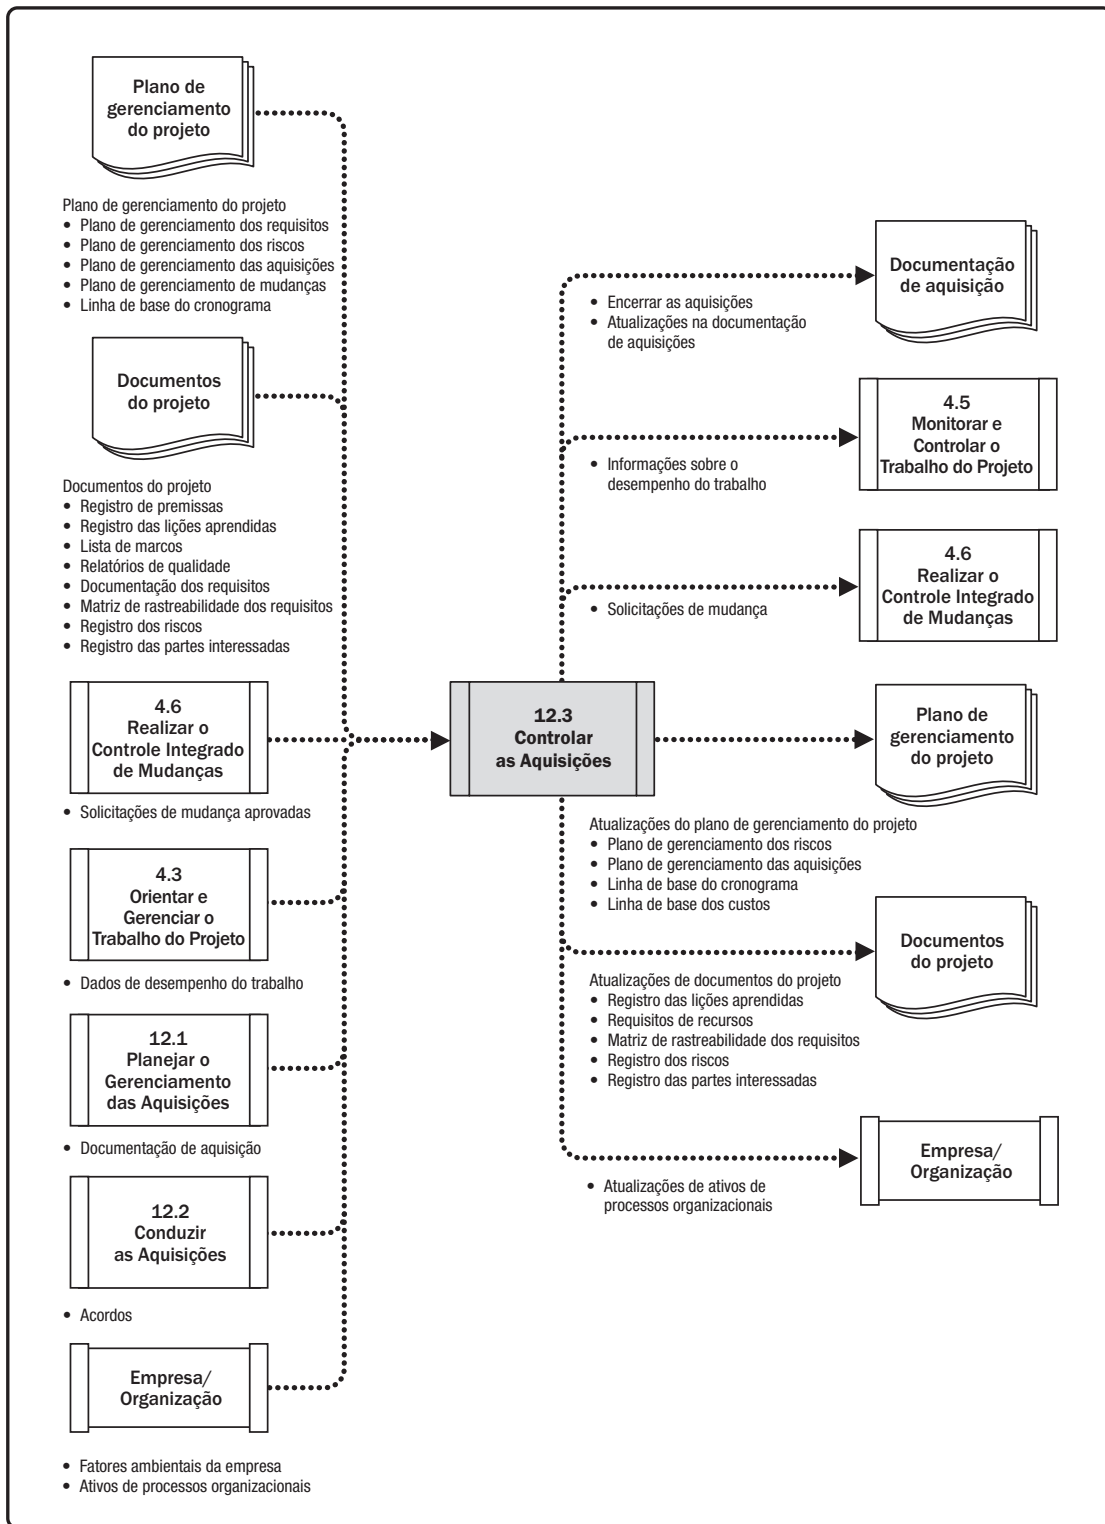 Plano de
gerenciamento
do projeto
Plano de gerenciamento do projeto
• Plano de gerenciamento dos requisitos
• Plano de gerenciamento dos riscos
• Plano de gerenciamento das aquisições
• Plano de gerenciamento de mudanças
• Linha de base do cronograma
Documentos
do projeto
Documentos do projeto
• Registro de premissas
• Registro das lições aprendidas
• Lista de marcos
• Relatórios de qualidade
• Documentação dos requisitos
• Matriz de rastreabilidade dos requisitos
• Registro dos riscos
• Registro das partes interessadas
4.6
Realizar o
Controle Integrado
de Mudanças
• Solicitações de mudança aprovadas
4.3
Orientar e
Gerenciar o
Trabalho do Projeto
• Dados de desempenho do trabalho
12.1
Planejar o
Gerenciamento
das Aquisições
• Documentação de aquisição
12.2
Conduzir
as Aquisições
• Acordos
Empresa/
Organização
• Fatores ambientais da empresa
• Ativos de processos organizacionais
12.3
Controlar
as Aquisições
• Encerrar as aquisições
• Atualizações na documentação
de aquisições
Documentação
de aquisição
• Informações sobre o
desempenho do trabalho
4.5
Monitorar e
Controlar o
Trabalho do Projeto
• Solicitações de mudança
4.6
Realizar o
Controle Integrado
de Mudanças
Plano de
gerenciamento
do projeto
Atualizações do plano de gerenciamento do projeto
• Plano de gerenciamento dos riscos
• Plano de gerenciamento das aquisições
• Linha de base do cronograma
• Linha de base dos custos
Documentos
do projeto
Atualizações de documentos do projeto
• Registro das lições aprendidas
• Requisitos de recursos
• Matriz de rastreabilidade dos requisitos
• Registro dos riscos
• Registro das partes interessadas
Empresa/
Organização
• Atualizações de ativos de
processos organizacionais